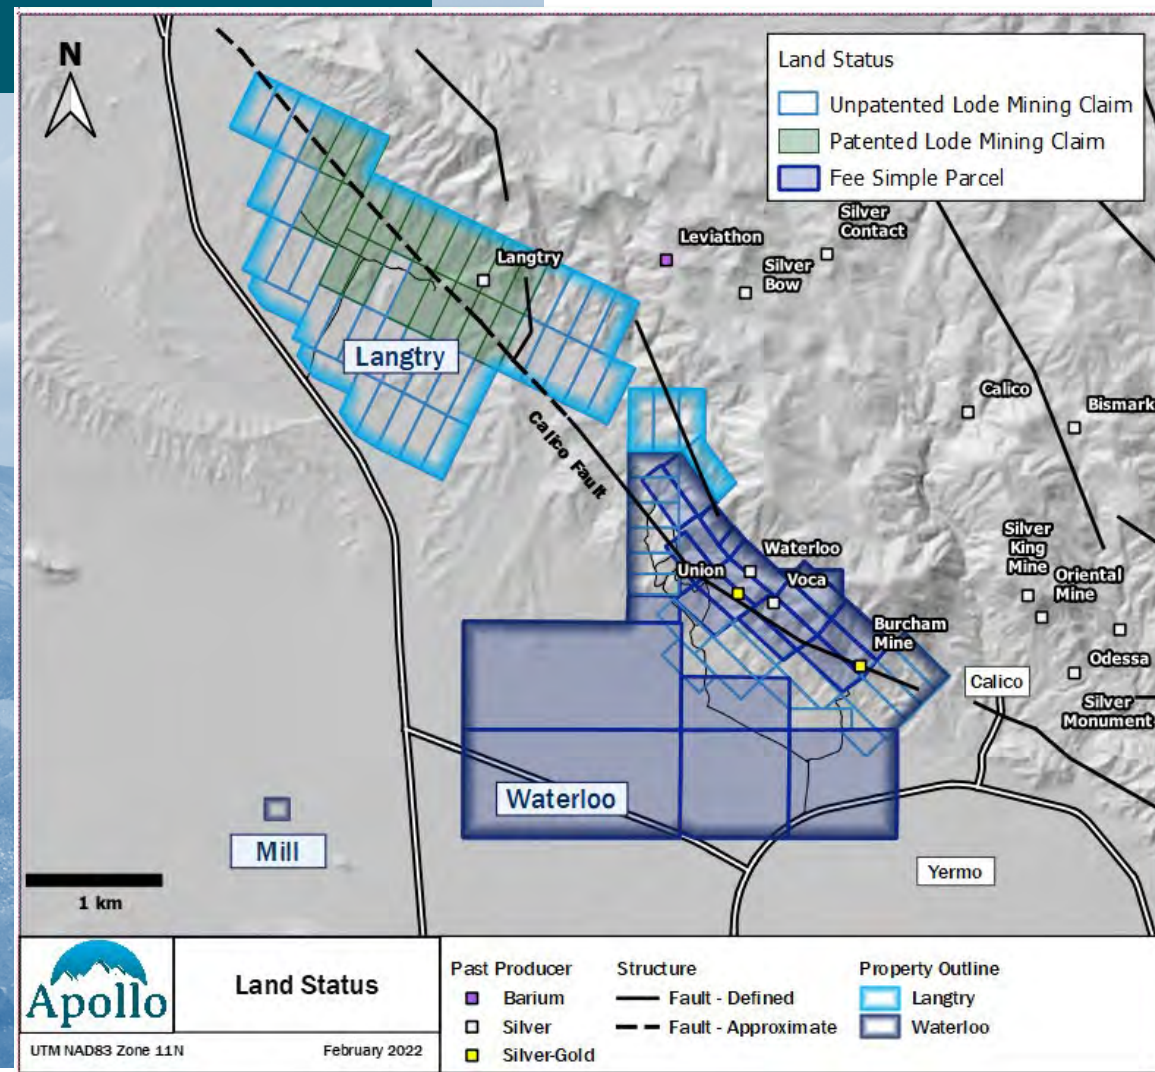 N
Land Status
Unpatented Lode Mining Claim
Patented Lode Mining Claim
Fee Simple Parcel
Silver
Contact
Leviathon
Silver
Bow
Langtry
Langtry
Calico
Bismark
Calico Fault
Silver
King
Mine
Waterloo
Union
Voca
Oriental
Mine
Burcham
Mine
Odessa
Calico
Silver
Monument
Waterloo
Mill
Yermo
1 km
Apollo
Land Status
UTM NAD83 Zone 11N
February 2022
Past Producer
Barium
Silver
Silver-Gold
Structure
Fault - Defined
Fault - Approximate
Property Outline
Langtry
Waterloo